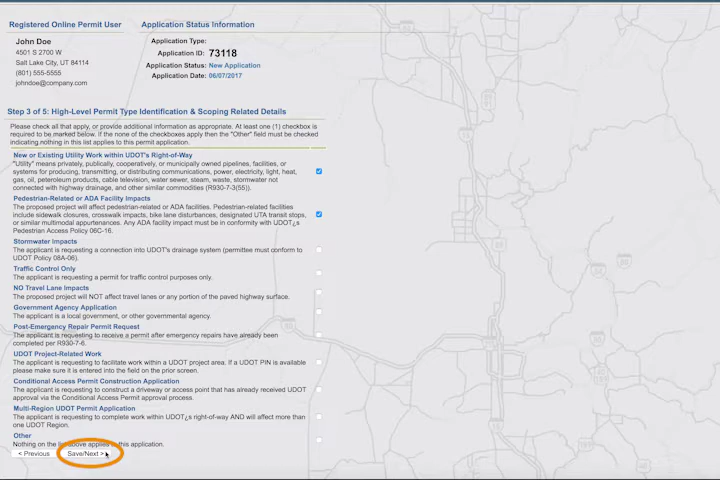 Registered Online Permit User
Application Status Information
John Doe
4501 S 2700 W
Salt Lake City, UT 84114
(801) 555-5555
johndoe@company.com
Application Type:
Application ID: 73118
Application Status: New Application
Application Date: 06/07/2017
Step 3 of 5: High-Level Permit Type Identification & Scoping Related Details
Please check all that apply, or provide additional information as appropriate. At least one (1) checkbox is
required to be marked below. If the none of the checkboxes apply then the "Other" field must be checked
indicating nothing in this list applies to this permit application.
New or Existing Utility Work within UDOT's Right-of-Way
"Utility" means privately, publically, cooperatively, or municipally owned pipelines, facilities, or
systems for producing, transmitting, or distributing communications, power, electricity, light, heat,
gas, oil, peteroleum products, cable television, water sewer, steam, waste, stormwater not
connected with highway drainage, and other similar commodities (R930-7-3(55)).
Pedestrian-Related or ADA Facility Impacts
The proposed project will affect pedestrian-related or ADA facilities. Pedestrian-related facilities
include sidewalk closures, crosswalk impacts, bike lane disturbances, designated UTA transit stops,
or similar multimodal appurtenances. Any ADA facility impact must be in conformity with UDOT¿s
Pedestrian Access Policy 06C-16.
Stormwater Impacts
The applicant is requesting a connection into UDOT's drainage system (permittee must conform to
UDOT Policy 08A-06).
Traffic Control Only
The applicant is requesting a permit for traffic control purposes only.
NO Travel Lane Impacts
The proposed project will NOT affect travel lanes or any portion of the paved highway surface.
Government Agency Application
The applicant is a local government, or other governmental agency.
Post-Emergency Repair Permit Request
The applicant is requesting to receive a permit after emergency repairs have already been
completed per R930-7-6.
UDOT Project-Related Work
The applicant is requesting to facilitate work within a UDOT project area. If a UDOT PIN is available
please make sure it is entered into the field on the prior screen.
Conditional Access Permit Construction Application
The applicant is requesting to construct a driveway or access point that has already received UDOT
approval via the Conditional Access Permit approval process.
Multi-Region UDOT Permit Application
The applicant is requesting to complete work within UDOT¿s right-of-way AND will affect more than
one UDOT Region.
Other
Nothing on the list above applies to this application.
< Previous
Save/Next >